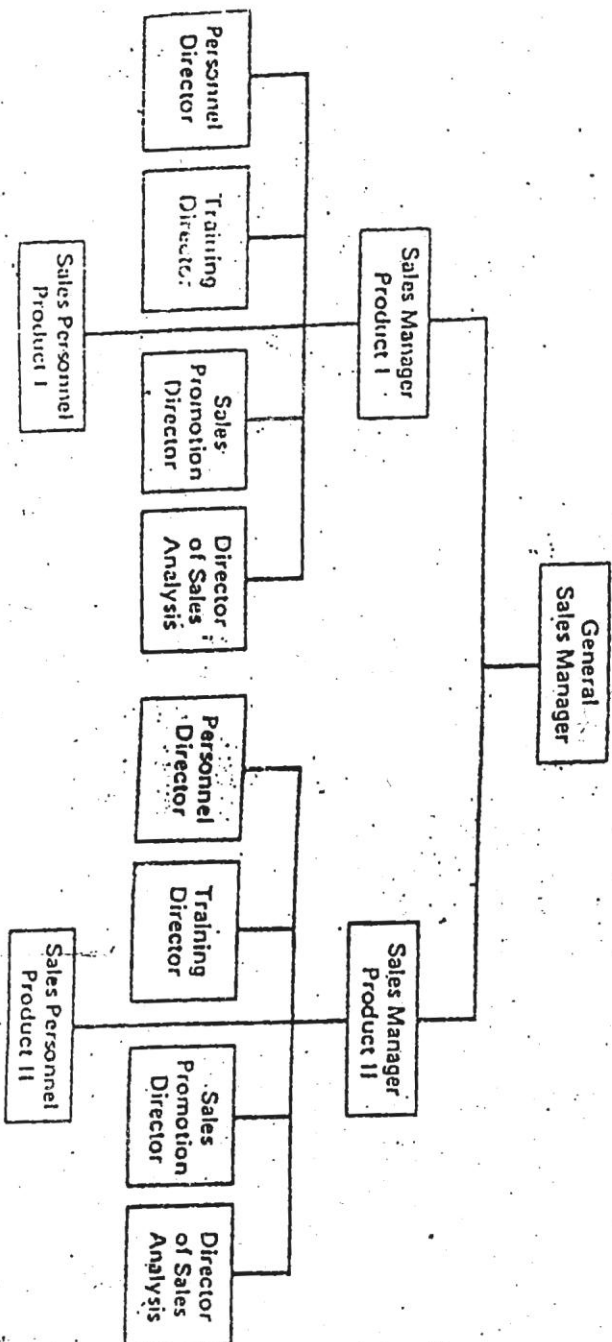 General
Sales Manager
Sales Manager
Product I
Sales Manager
Product II
Personnel
Director
Training
Director
Sales
Promotion
Director
Director
of Sales
Analysis
Personnel
Director
Training
Director
Sales
Promotion
Director
Director
of Sales
Analysis
Sales Personnel
Product I
Sales Personnel
Product II